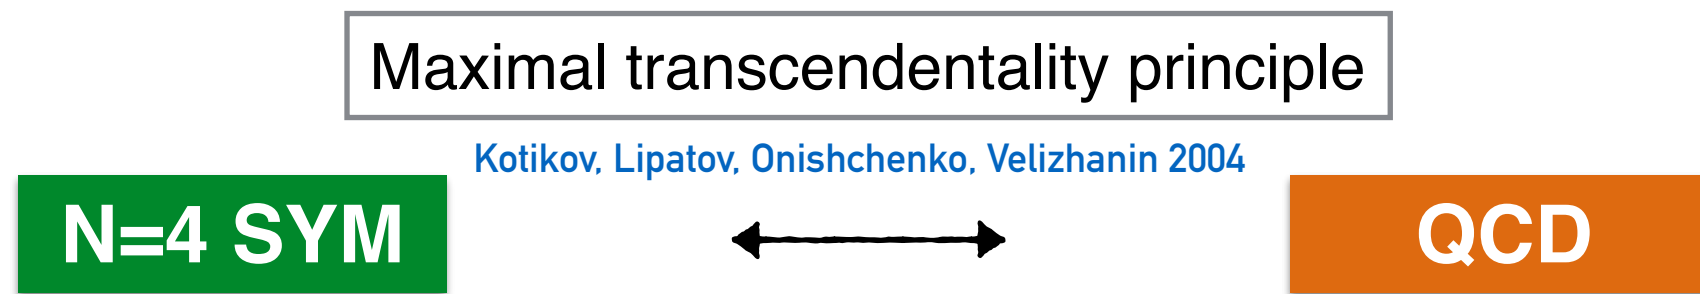 Maximal transcendentality principle
Kotikov, Lipatov, Onishchenko, Velizhanin 2004
N=4 SYM
QCD